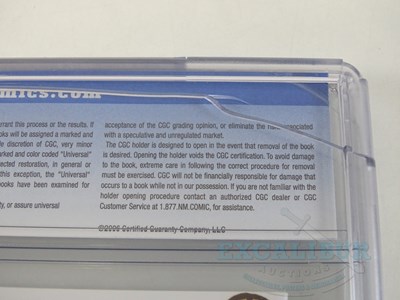 mics.com
rrant this process or the results. If
ooks will be assigned a marked and
e discretion of CGC, very minor
arked and color coded "Universal"
ected restoration, in general or
this exception, the "Universal"
books have been examined for
ty, or assure universal
acceptance of the CGC grading opinion, or eliminate the associated
with a speculative and unregulated market.
The CGC holder is designed to open in the event that removal of the book
is desired. Opening the holder voids the CGC certification. To avoid damage
to the book, extreme care in following the correct procedure for removal
must be exercised. CGC will not be financially responsible for damage that
occurs to a book while not in our possession. If you are not familiar with the
holder opening procedure contact an authorized CGC dealer or CGC
Customer Service at 1.877.NM.COMIC, for assistance.
©2006 Certified Guaranty Company, LLC
EXCALIBUR
AUCTIONS